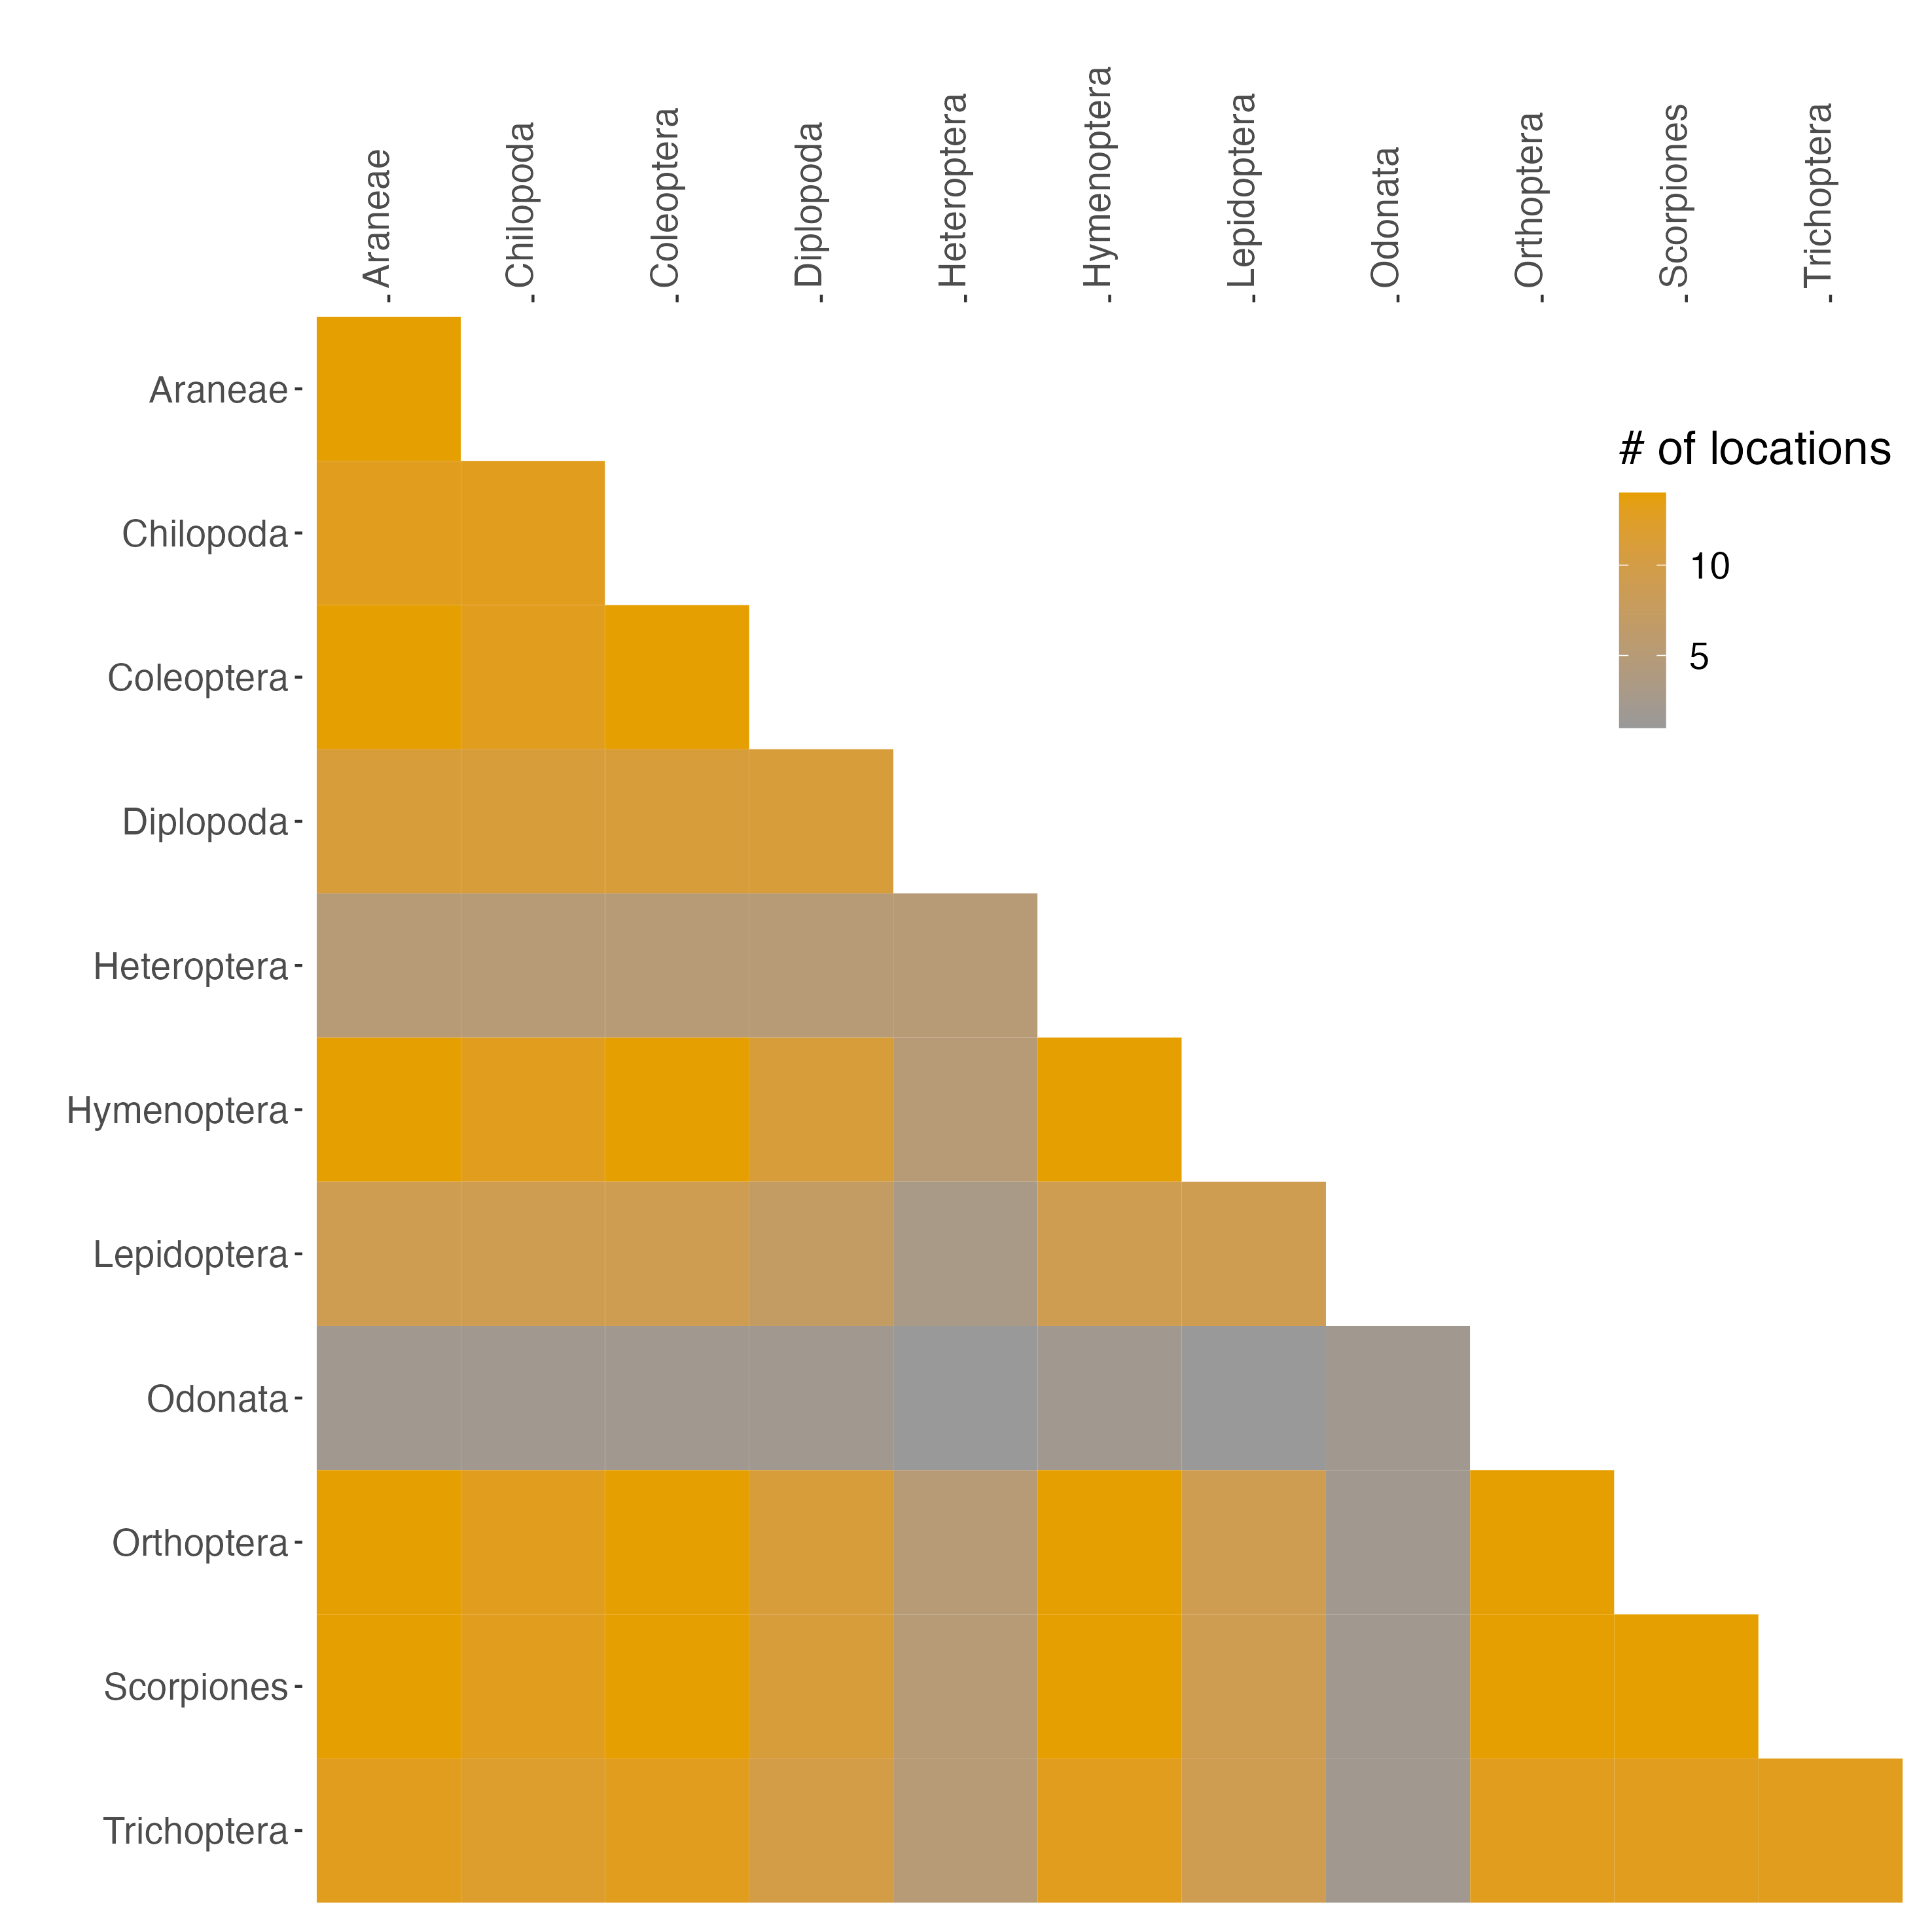 Araneae
Chilopoda
Coleoptera
Diplopoda
Heteroptera
Hymenoptera
Lepidoptera
Odonata
Orthoptera
Scorpiones
Trichoptera
Araneae
Chilopoda
Coleoptera
Diplopoda
Heteroptera
Hymenoptera
Lepidoptera
Odonata
Orthoptera
Scorpiones
Trichoptera
# of locations
10
5